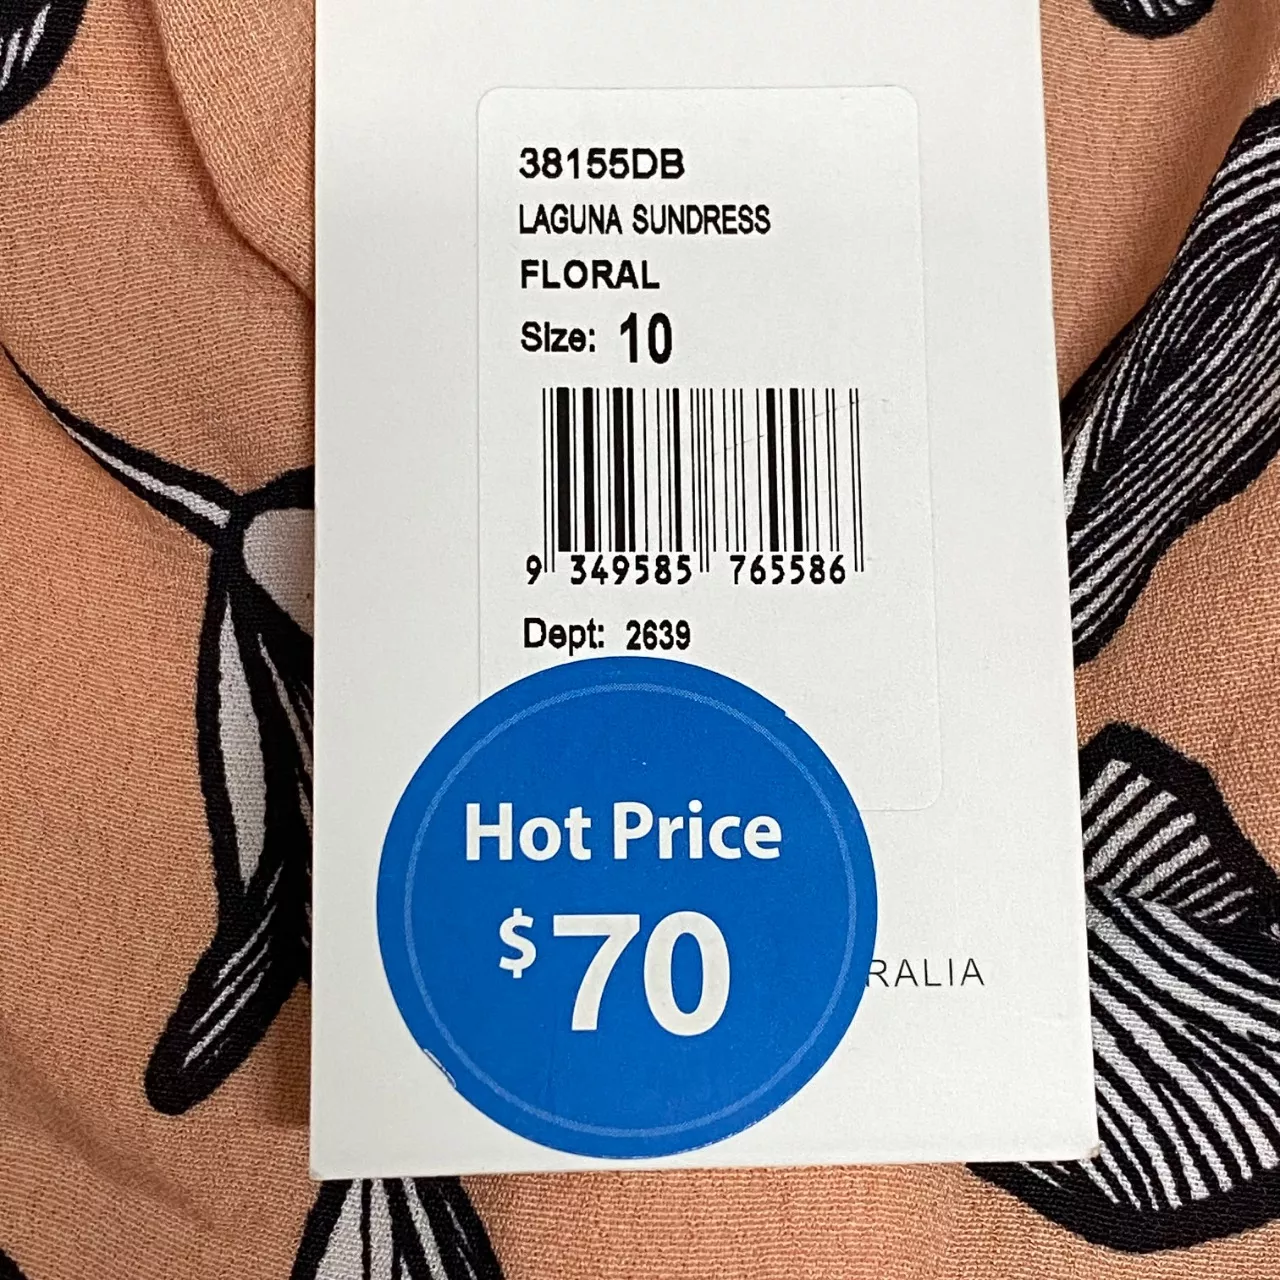 38155DB
LAGUNA SUNDRESS
FLORAL
Size: 10
9 349585 765586
Dept: 2639
Hot Price
$70
RALIA